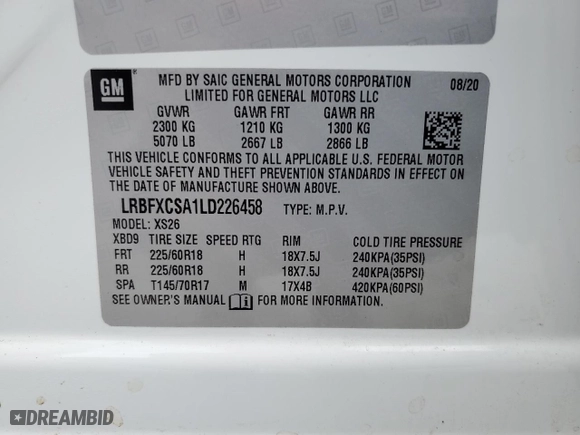 GM
MFD BY SAIC GENERAL MOTORS CORPORATION 08/20
LIMITED FOR GENERAL MOTORS LLC
GVWR GAWR FRT GAWR RR
2300 KG 1210 KG 1300 KG
5070 LB 2667 LB 2866 LB
THIS VEHICLE CONFORMS TO ALL APPLICABLE U.S. FEDERAL MOTOR
VEHICLE SAFETY AND THEFT PREVENTION STANDARDS IN EFFECT ON THE
DATE OF MANUFACTURE SHOWN ABOVE.
LRBFXCSA1LD226458 TYPE: M.P.V.
MODEL: XS26
XBD9 TIRE SIZE SPEED RTG RIM COLD TIRE PRESSURE
FRT 225/60R18 H 18X7.5J 240KPA(35PSI)
RR 225/60R18 H 18X7.5J 240KPA(35PSI)
SPA T145/70R17 M 17X4B 420KPA(60PSI)
SEE OWNER'S MANUAL FOR MORE INFORMATION.
DREAMBID